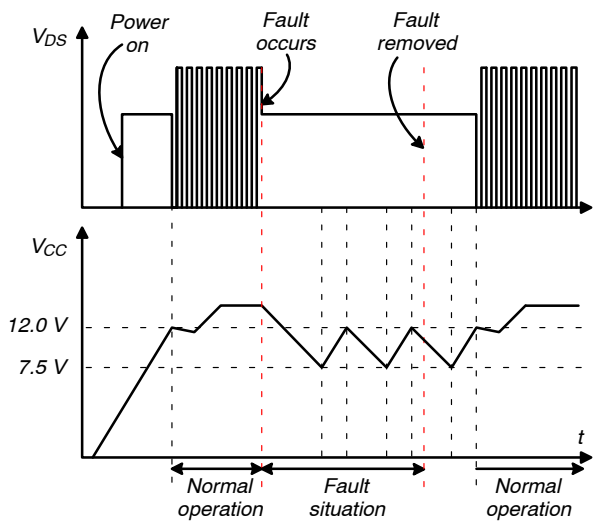 Power
on
Fault
occurs
Fault
removed
VDS
VCC
12.0 V
7.5 V
t
Normal
operation
Fault
situation
Normal
operation